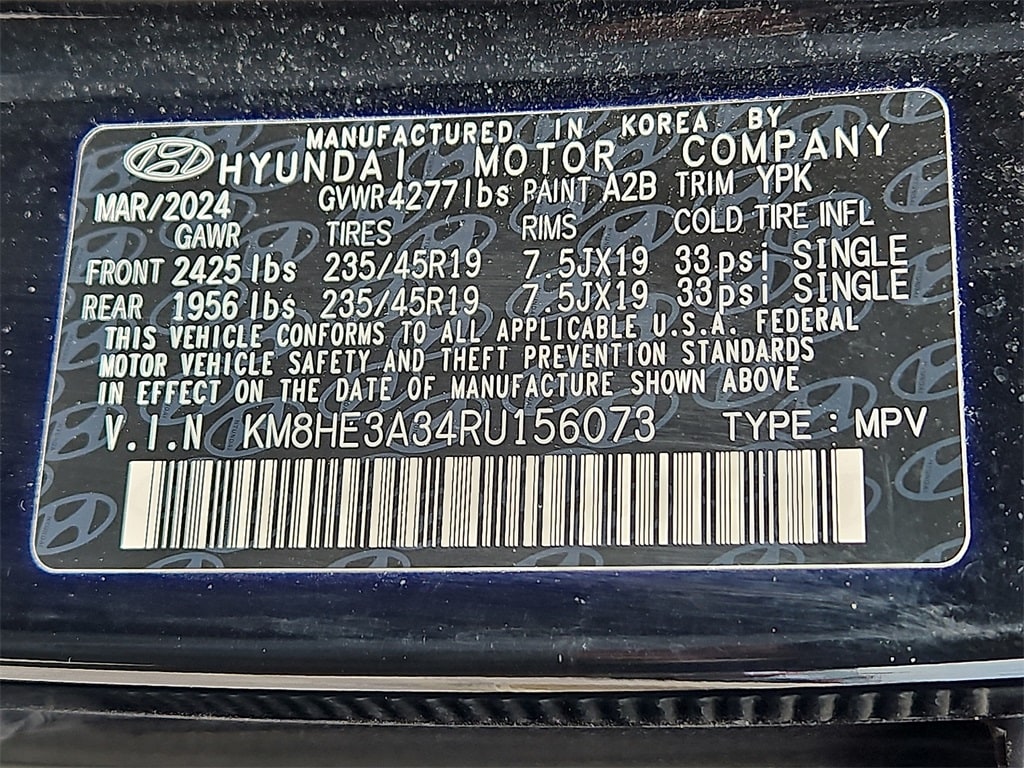 MANUFACTURED IN KOREA BY
HYUNDAI MOTOR COMPANY
MAR/2024 GVWR 4277lbs PAINT A2B TRIM YPK
GAWR TIRES RIMS COLD TIRE INFL
FRONT 2425 lbs 235/45R19 7.5JX19 33psi SINGLE
REAR 1956 lbs 235/45R19 7.5JX19 33psi SINGLE
THIS VEHICLE CONFORMS TO ALL APPLICABLE U.S.A. FEDERAL
MOTOR VEHICLE SAFETY AND THEFT PREVENTION STANDARDS
IN EFFECT ON THE DATE OF MANUFACTURE SHOWN ABOVE
V.I.N KM8HE3A34RU156073 TYPE : MPV